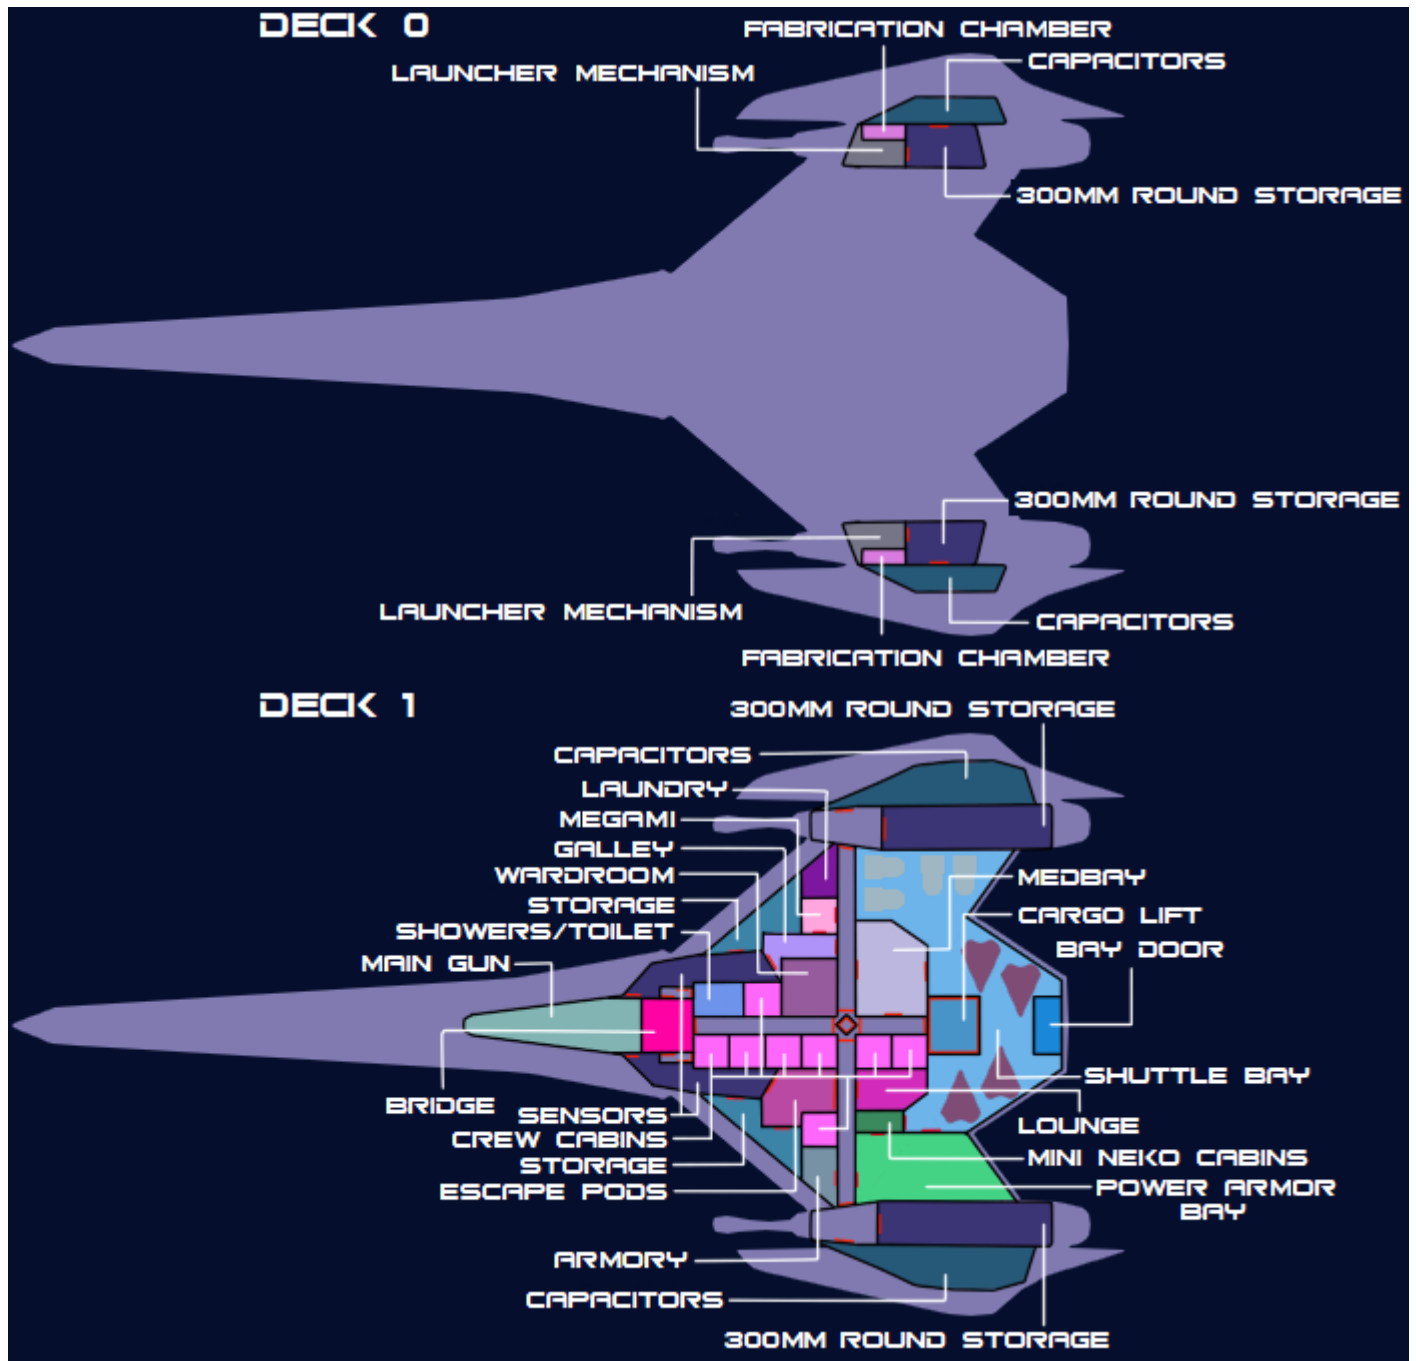 DECK 0
FABRICATION CHAMBER
CAPACITORS
LAUNCHER MECHANISM
300MM ROUND STORAGE
300MM ROUND STORAGE
LAUNCHER MECHANISM
CAPACITORS
FABRICATION CHAMBER
DECK 1
300MM ROUND STORAGE
CAPACITORS
LAUNDRY
MEGAMI
GALLEY
WARDROOM
MEDBAY
STORAGE
CARGO LIFT
SHOWERS/TOILET
BAY DOOR
MAIN GUN
SHUTTLE BAY
BRIDGE
SENSORS
LOUNGE
CREW CABINS
MINI NEKO CABINS
STORAGE
ESCAPE PODS
POWER ARMOR
BAY
ARMORY
CAPACITORS
300MM ROUND STORAGE